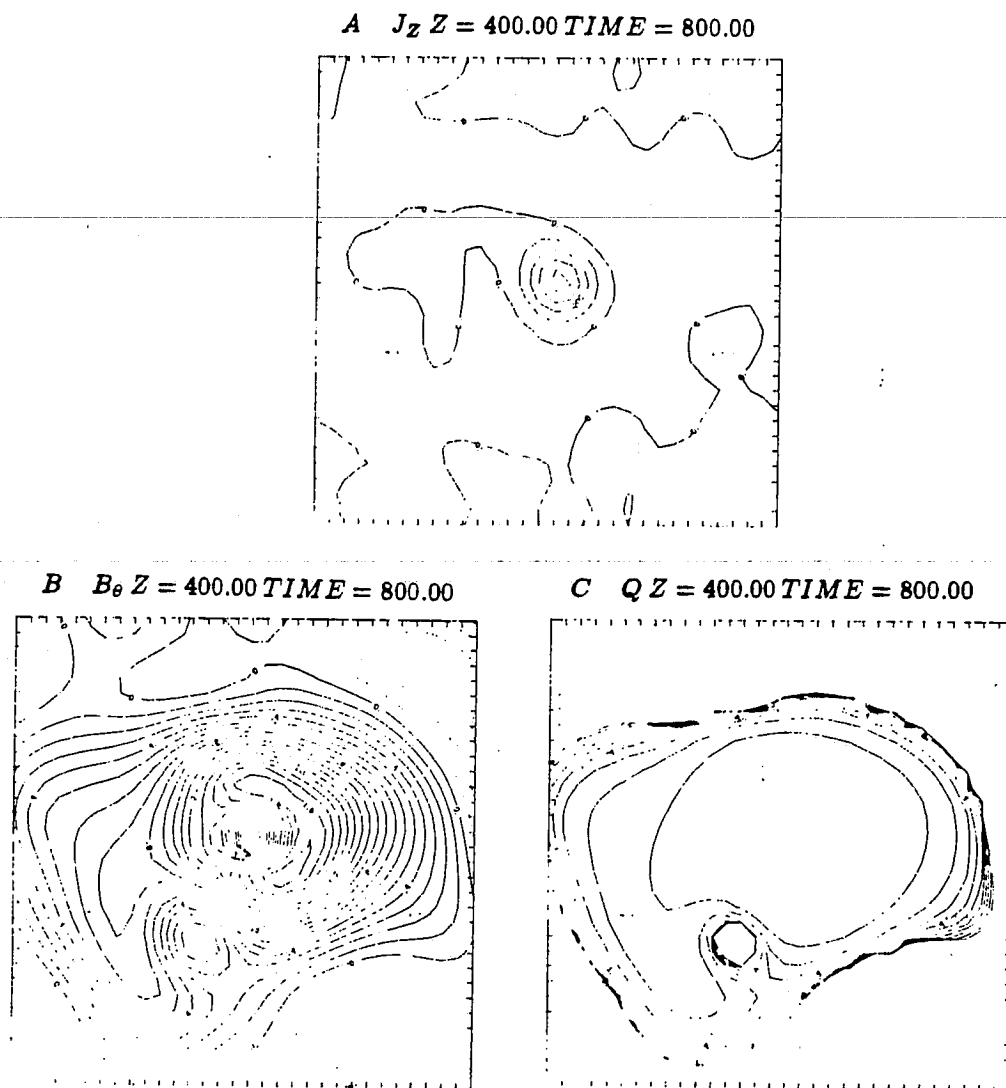 A J_Z Z = 400.00 TIME = 800.00
B B_θ Z = 400.00 TIME = 800.00
C Q Z = 400.00 TIME = 800.00